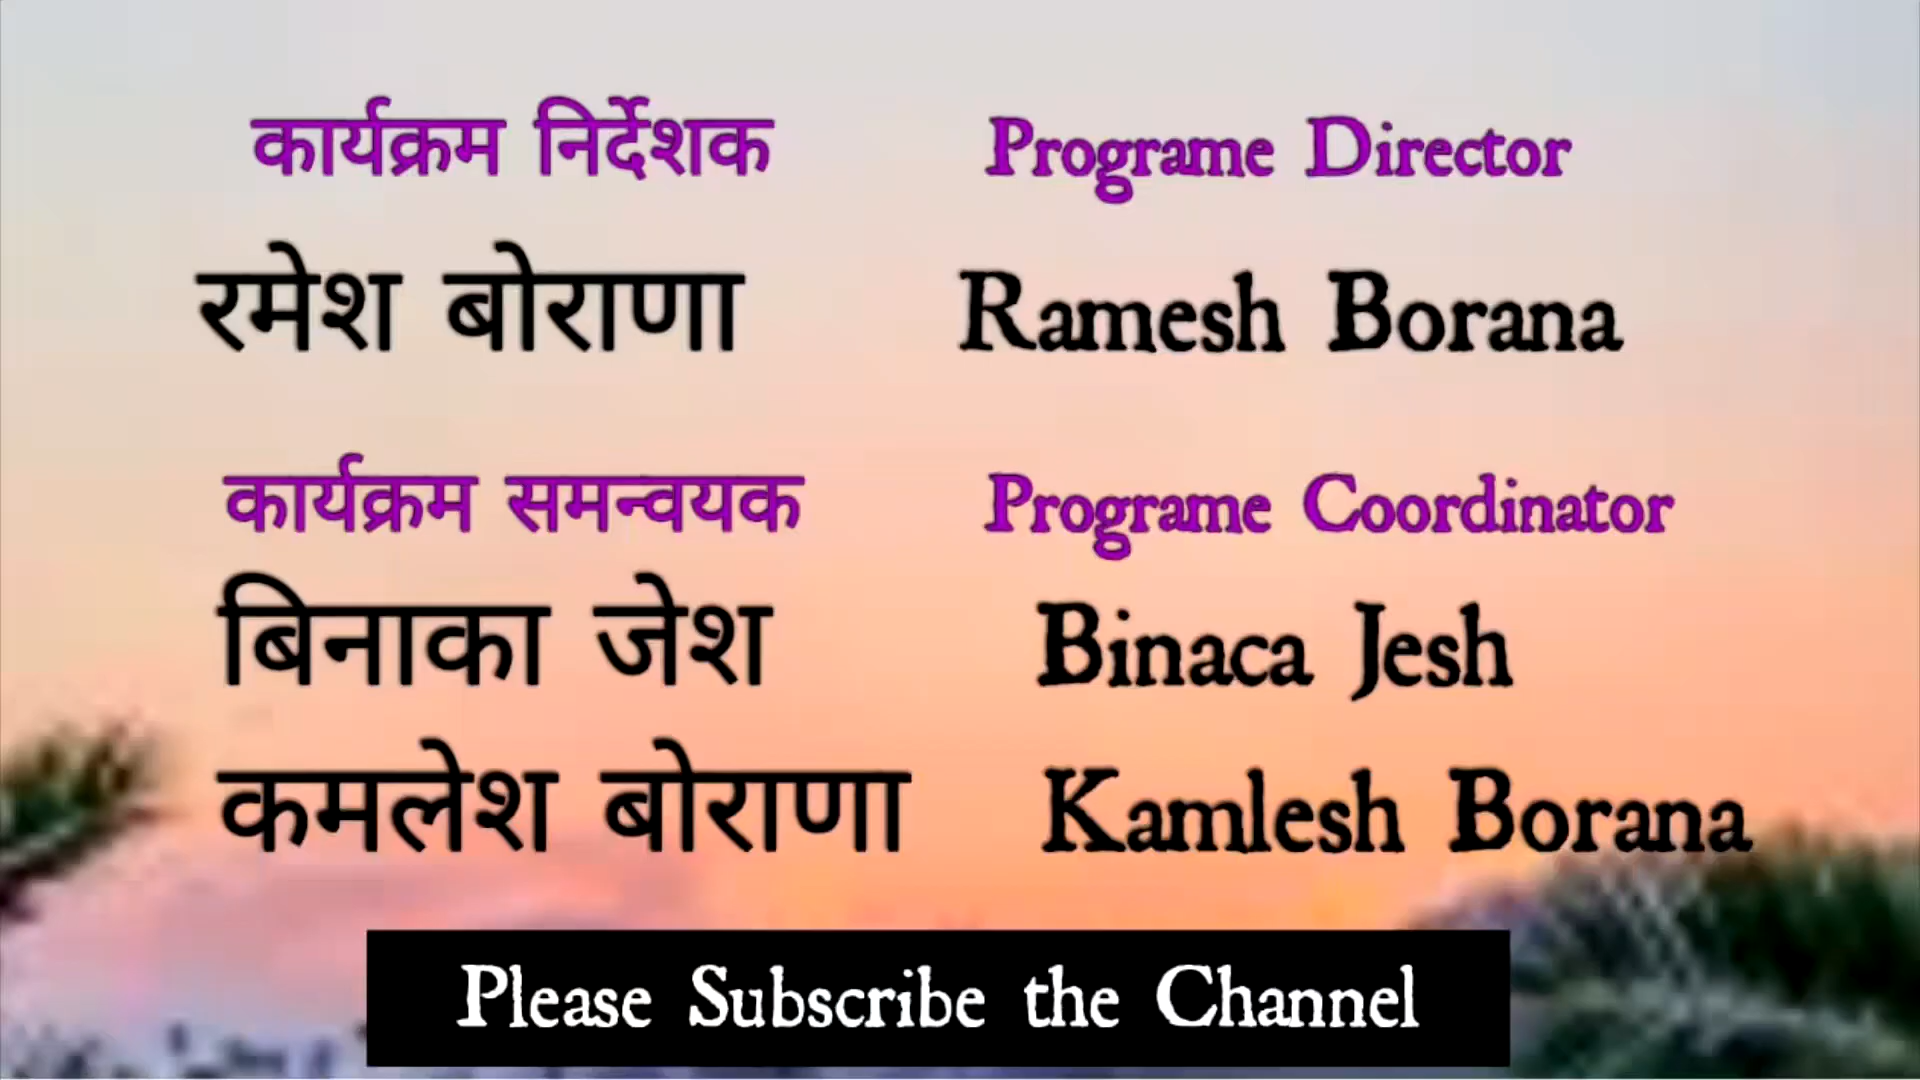 कार्यक्रम निर्देशक Programe Director
रमेश बोराणा Ramesh Borana
कार्यक्रम समन्वयक Programe Coordinator
बिनाका जेश Binaca Jesh
कमलेश बोराणा Kamlesh Borana
Please Subscribe the Channel